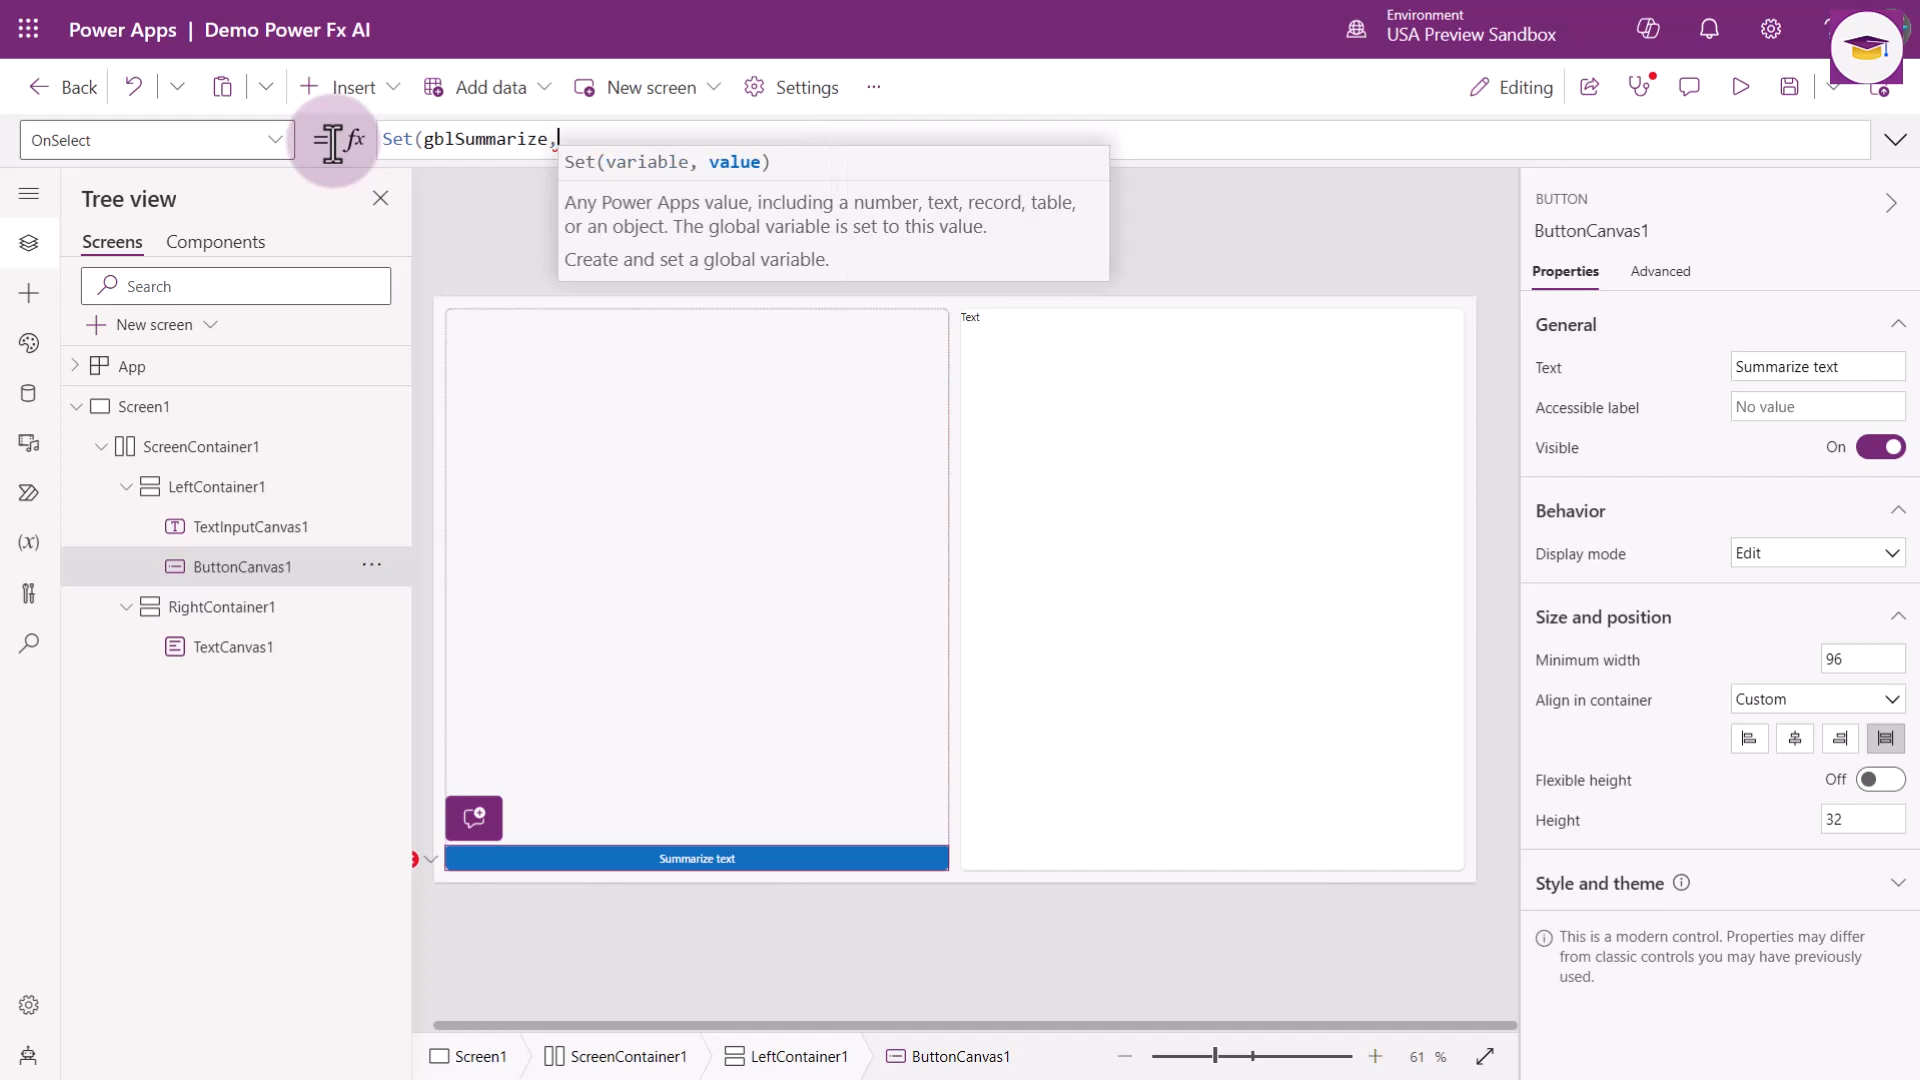 Power Apps | Demo Power Fx AI
Environment
USA Preview Sandbox
Back
Insert
Add data
New screen
Settings
...
Editing
OnSelect
= fx
Set(gblSummarize,
Set(variable, value)
Any Power Apps value, including a number, text, record, table,
or an object. The global variable is set to this value.
Create and set a global variable.
Tree view
Screens
Components
Search
New screen
App
Screen1
ScreenContainer1
LeftContainer1
TextInputCanvas1
ButtonCanvas1
...
RightContainer1
TextCanvas1
(x)
Text
Summarize text
BUTTON
ButtonCanvas1
Properties
Advanced
General
Text
Summarize text
Accessible label
No value
Visible
On
Behavior
Display mode
Edit
Size and position
Minimum width
96
Align in container
Custom
Flexible height
Off
Height
32
Style and theme
This is a modern control. Properties may differ
from classic controls you may have previously
used.
Screen1
ScreenContainer1
LeftContainer1
ButtonCanvas1
61 %